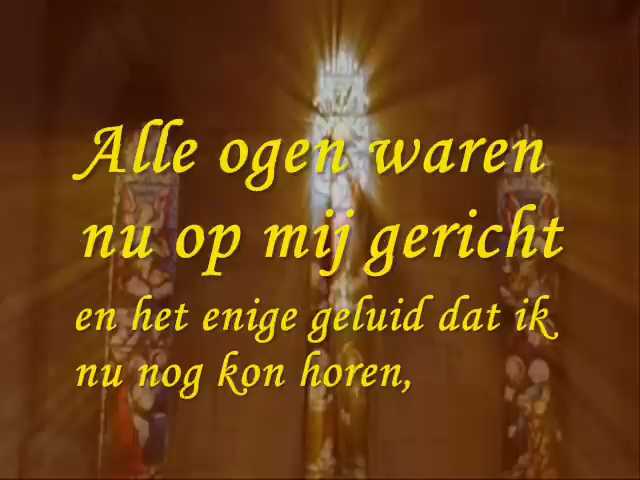 Alle ogen waren
nu op mij gericht
en het enige geluid dat ik
nu nog kon horen,